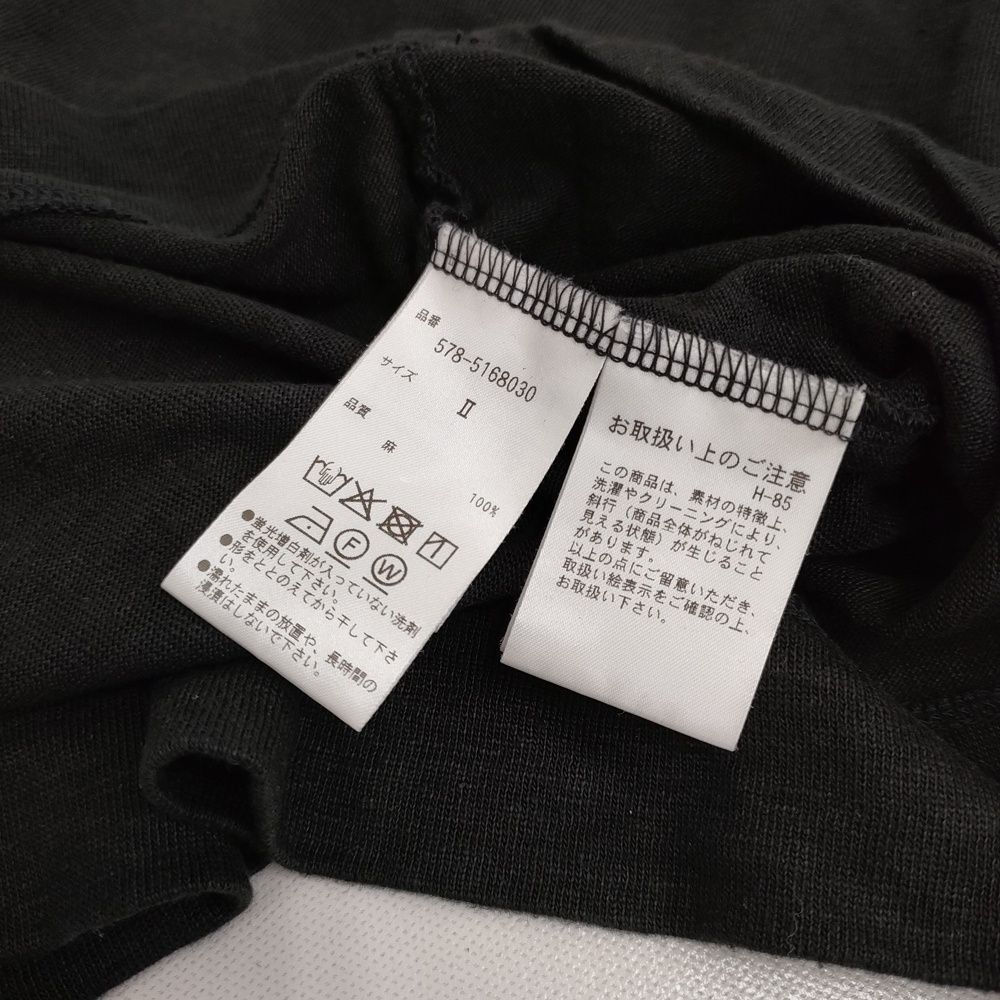 品番
578-5168030
サイズ
Ⅱ
品質
麻 100%
F W
●蛍光増白剤が入っていない洗剤
を使用して下さい。
●形をととのえてから干して下さ
い。
●濡れたままの放置や、長時間の
浸漬はしないで下さい。
お取扱い上のご注意
H-85
この商品は、素材の特徴上、
洗濯やクリーニングにより、
斜行（商品全体がねじれて
見える状態）が生じること
があります。
以上の点にご留意いただき、
取扱い絵表示をご確認の上、
お取扱い下さい。